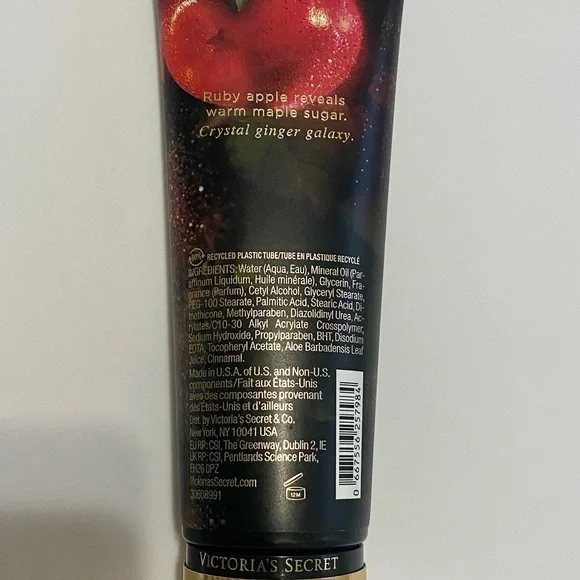 Ruby apple reveals
warm maple sugar.
Crystal ginger galaxy.
RECYCLED PLASTIC TUBE/TUBE EN PLASTIQUE RECYCLÉ
INGREDIENTS: Water (Aqua, Eau), Mineral Oil (Par-
affinum Liquidum, Huile minérale), Glycerin, Fra-
grance (Parfum), Cetyl Alcohol, Glyceryl Stearate,
PEG-100 Stearate, Palmitic Acid, Stearic Acid, Di-
methicone, Methylparaben, Diazolidinyl Urea, Ac-
rylates/C10-30 Alkyl Acrylate Crosspolymer,
Sodium Hydroxide, Propylparaben, BHT, Disodium
EDTA, Tocopheryl Acetate, Aloe Barbadensis Leaf
Juice, Cinnamal.
Made in U.S.A. of U.S. and Non-U.S.
components/Fait aux États-Unis
avec des composantes provenant
des États-Unis et d'ailleurs
Dist. by Victoria's Secret & Co.
New York, NY 10041 USA
EU RP: CSI, The Greenway, Dublin 2, IE
UK RP: CSI, Pentlands Science Park,
EH26 0PZ
VictoriasSecret.com
30608991
12M
0 667556 257984
VICTORIA'S SECRET